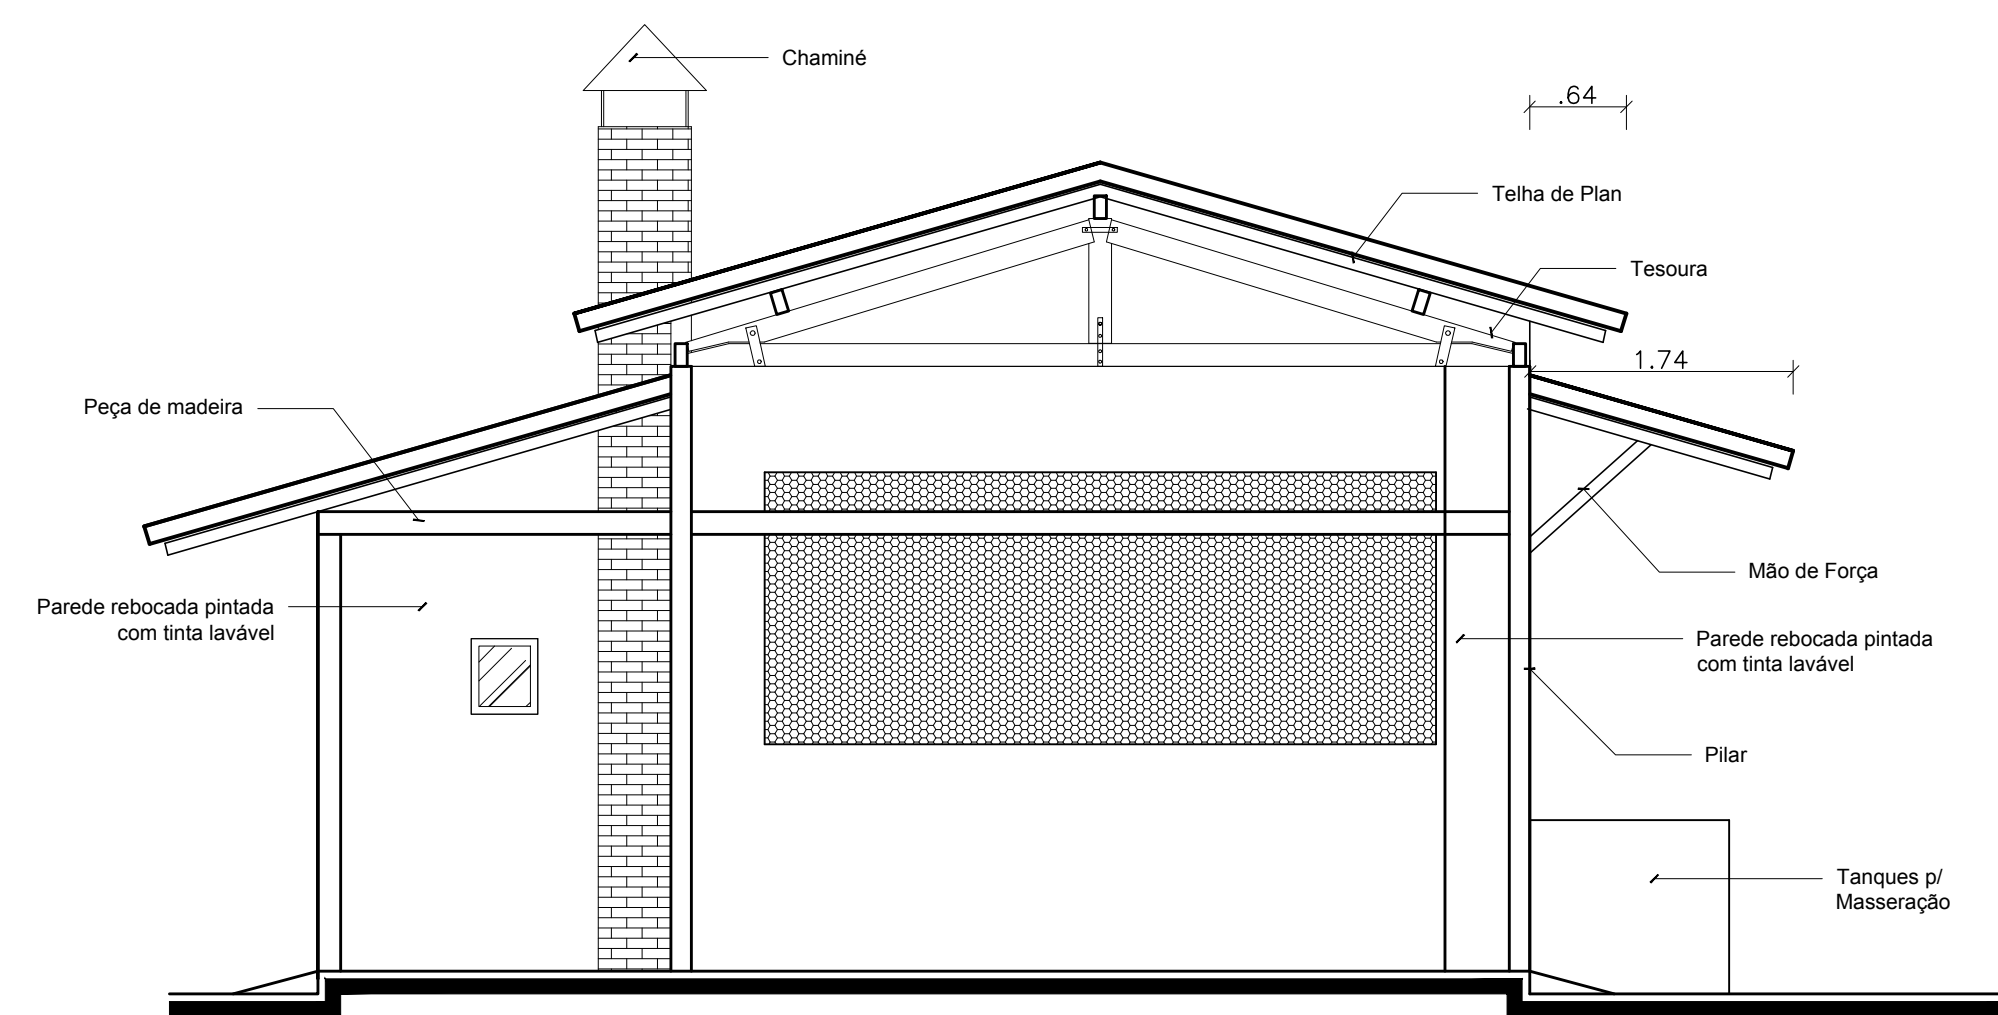 Chaminé
.64
Telha de Plan
Tesoura
1.74
Peça de madeira
Mão de Força
Parede rebocada pintada
com tinta lavável
Parede rebocada pintada
com tinta lavável
Pilar
Tanques p/
Masseração